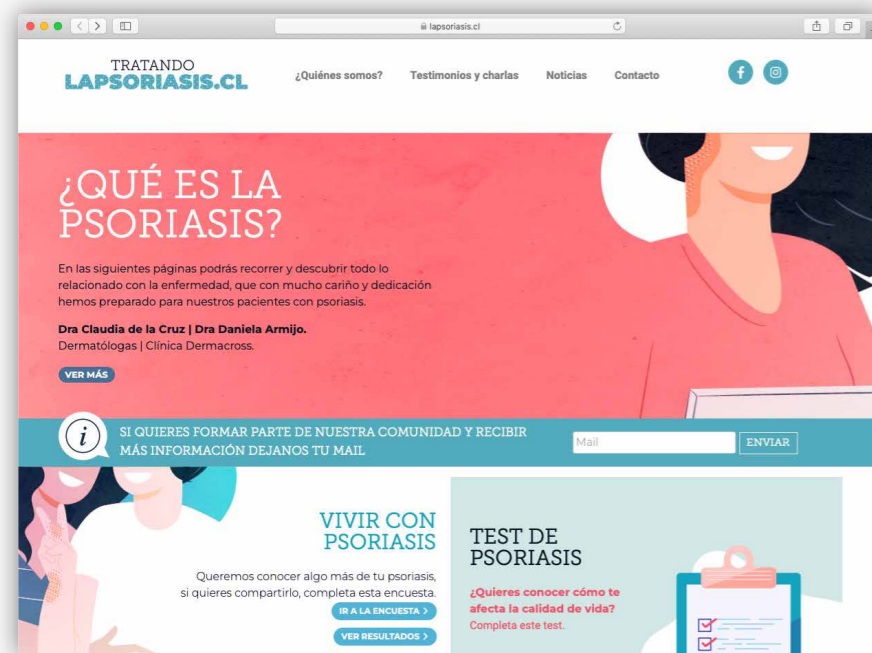 lapsoriasis.cl
TRATANDO
LAPSORIASIS.CL
¿Quiénes somos?
Testimonios y charlas
Noticias
Contacto
¿QUÉ ES LA
PSORIASIS?
En las siguientes páginas podrás recorrer y descubrir todo lo
relacionado con la enfermedad, que con mucho cariño y dedicación
hemos preparado para nuestros pacientes con psoriasis.
Dra Claudia de la Cruz | Dra Daniela Armijo.
Dermatólogas | Clínica Dermacross.
VER MÁS
i
SI QUIERES FORMAR PARTE DE NUESTRA COMUNIDAD Y RECIBIR
MÁS INFORMACIÓN DEJANOS TU MAIL
Mail
ENVIAR
VIVIR CON
PSORIASIS
Queremos conocer algo más de tu psoriasis,
si quieres compartirlo, completa esta encuesta.
IR A LA ENCUESTA >
VER RESULTADOS >
TEST DE
PSORIASIS
¿Quieres conocer cómo te
afecta la calidad de vida?
Completa este test.